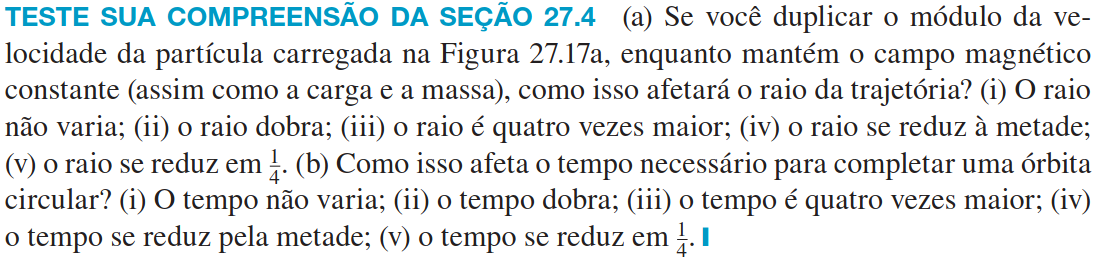 TESTE SUA COMPREENSÃO DA SEÇÃO 27.4 (a) Se você duplicar o módulo da ve-
locidade da partícula carregada na Figura 27.17a, enquanto mantém o campo magnético
constante (assim como a carga e a massa), como isso afetará o raio da trajetória? (i) O raio
não varia; (ii) o raio dobra; (iii) o raio é quatro vezes maior; (iv) o raio se reduz à metade;
(v) o raio se reduz em 1/4. (b) Como isso afeta o tempo necessário para completar uma órbita
circular? (i) O tempo não varia; (ii) o tempo dobra; (iii) o tempo é quatro vezes maior; (iv)
o tempo se reduz pela metade; (v) o tempo se reduz em 1/4.